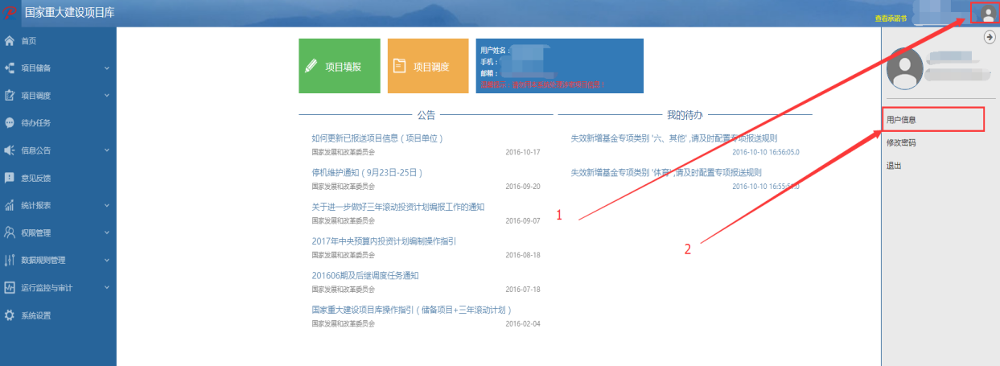 国家重大建设项目库
查看承诺书
首页
项目储备
项目调度
待办任务
信息公告
意见反馈
统计报表
权限管理
数据规则管理
运行监控与审计
系统设置
项目填报
项目调度
用户姓名：
手机：
邮箱：
公告
如何更新已报送项目信息（项目单位）
国家发展和改革委员会 2016-10-17
停机维护通知（9月23日-25日）
国家发展和改革委员会 2016-09-20
关于进一步做好三年滚动投资计划编报工作的通知
国家发展和改革委员会 2016-09-07
2017年中央预算内投资计划编制操作指引
国家发展和改革委员会 2016-08-18
201606期及后继调度任务通知
国家发展和改革委员会 2016-07-18
国家重大建设项目库操作指引（储备项目+三年滚动计划）
国家发展和改革委员会 2016-02-04
我的待办
失效新增基金专项类别 '六、其他' ,请及时配置专项报送规则
2016-10-10 16:56:05.0
失效新增基金专项类别 '体育' ,请及时配置专项报送规则
2016-10-10
1
2
用户信息
修改密码
退出